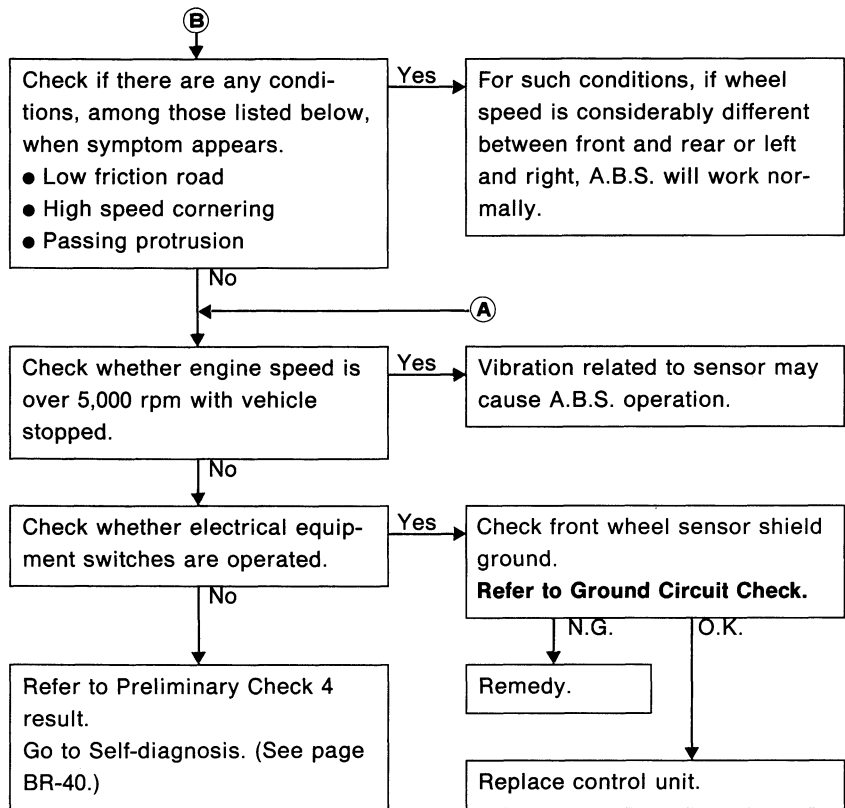 B
Check if there are any condi-
tions, among those listed below,
when symptom appears.
● Low friction road
● High speed cornering
● Passing protrusion
Yes
For such conditions, if wheel
speed is considerably different
between front and rear or left
and right, A.B.S. will work nor-
mally.
No
A
Check whether engine speed is
over 5,000 rpm with vehicle
stopped.
Yes
Vibration related to sensor may
cause A.B.S. operation.
No
Check whether electrical equip-
ment switches are operated.
Yes
Check front wheel sensor shield
ground.
Refer to Ground Circuit Check.
No
N.G.
O.K.
Refer to Preliminary Check 4
result.
Go to Self-diagnosis. (See page
BR-40.)
Remedy.
Replace control unit.